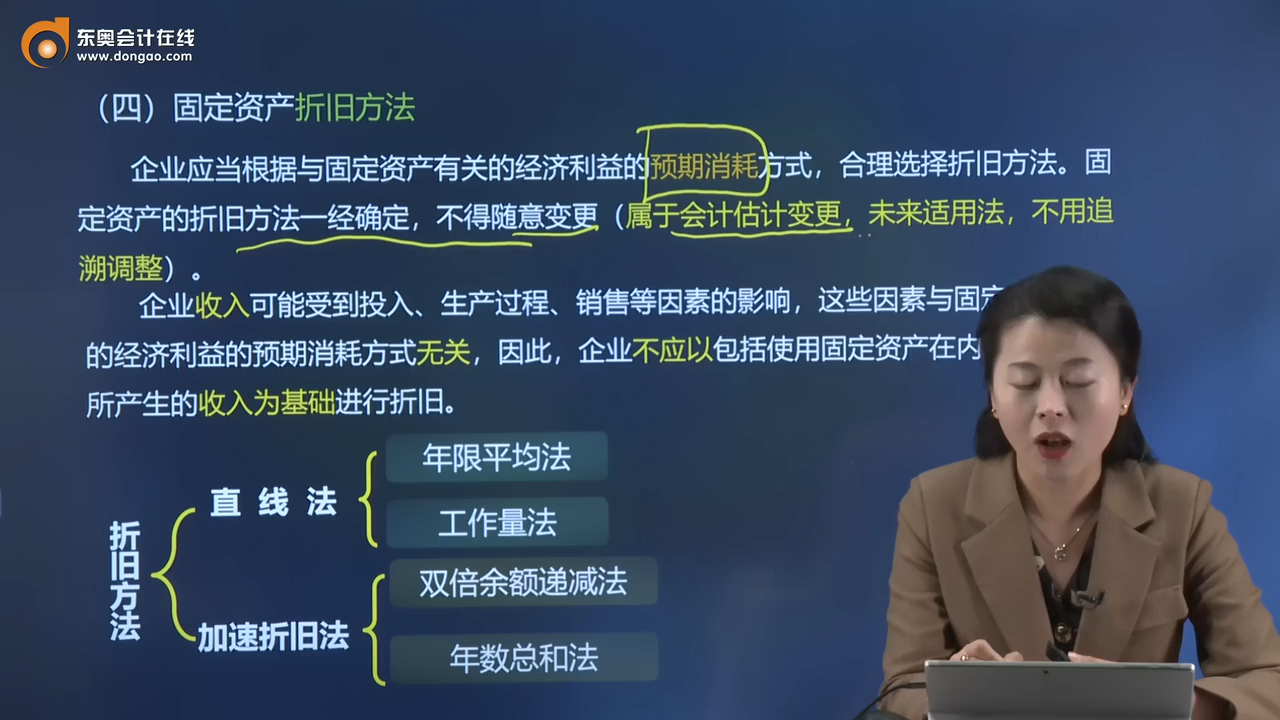 东奥会计在线
www.dongao.com
（四）固定资产折旧方法
企业应当根据与固定资产有关的经济利益的预期消耗方式，合理选择折旧方法。固
定资产的折旧方法一经确定，不得随意变更（属于会计估计变更，未来适用法，不用追
溯调整）。
企业收入可能受到投入、生产过程、销售等因素的影响，这些因素与固定
的经济利益的预期消耗方式无关，因此，企业不应以包括使用固定资产在内
所产生的收入为基础进行折旧。
折旧方法
直线法
年限平均法
工作量法
加速折旧法
双倍余额递减法
年数总和法